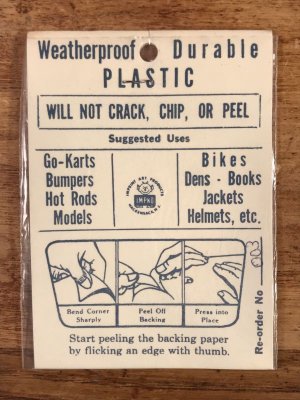 Weatherproof Durable
PLASTIC
WILL NOT CRACK, CHIP, OR PEEL
Suggested Uses
Go-Karts
Bumpers
Hot Rods
Models
IMPKO
Bikes
Dens - Books
Jackets
Helmets, etc.
Bend Corner
Sharply
Peel Off
Backing
Press into
Place
Start peeling the backing paper
by flicking an edge with thumb.
Re-order No 003